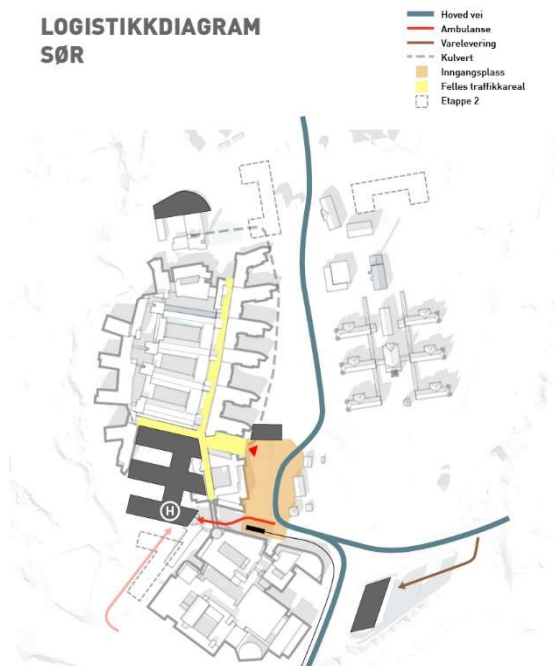 LOGISTIKKDIAGRAM
SØR
Hoved vei
Ambulanse
Varelevering
Kulvert
Inngangsplass
Felles traffikkareal
Etappe 2
H